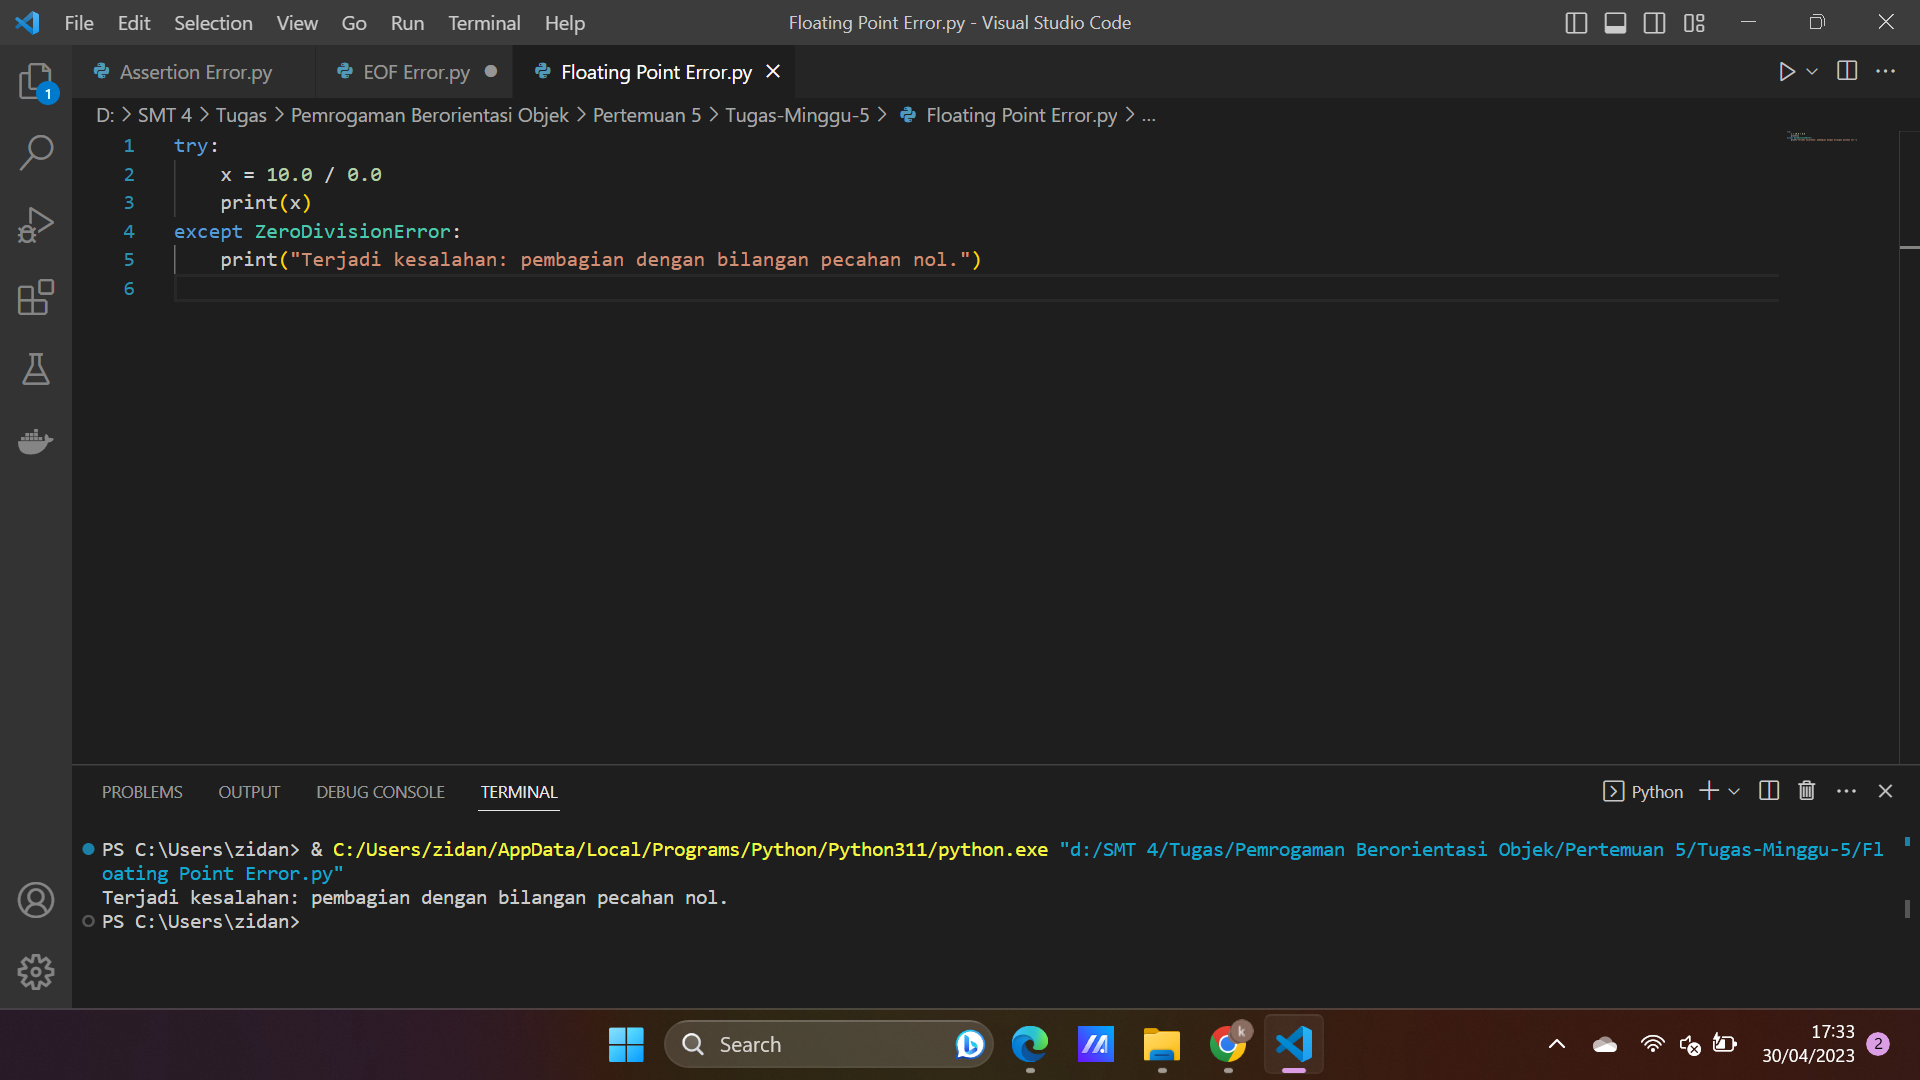 File Edit Selection View Go Run Terminal Help
Floating Point Error.py - Visual Studio Code
Assertion Error.py
EOF Error.py
Floating Point Error.py
D: > SMT 4 > Tugas > Pemrogaman Berorientasi Objek > Pertemuan 5 > Tugas-Minggu-5 > Floating Point Error.py > ...
1 try:
2     x = 10.0 / 0.0
3     print(x)
4 except ZeroDivisionError:
5     print("Terjadi kesalahan: pembagian dengan bilangan pecahan nol.")
6
1
PROBLEMS OUTPUT DEBUG CONSOLE TERMINAL
Python
PS C:\Users\zidan> & C:/Users/zidan/AppData/Local/Programs/Python/Python311/python.exe "d:/SMT 4/Tugas/Pemrogaman Berorientasi Objek/Pertemuan 5/Tugas-Minggu-5/Fl
oating Point Error.py"
Terjadi kesalahan: pembagian dengan bilangan pecahan nol.
PS C:\Users\zidan>
Search
k
17:33
30/04/2023
2